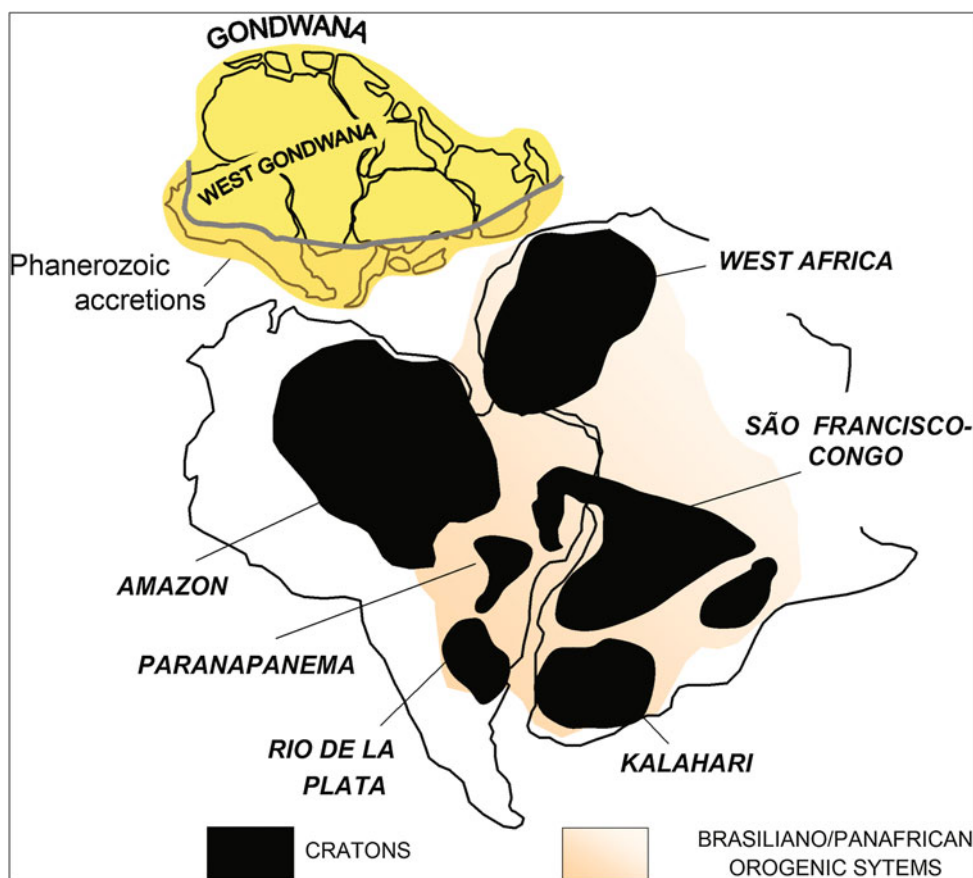 GONDWANA
WEST GONDWANA
Phanerozoic
accretions
WEST AFRICA
SÃO FRANCISCO-
CONGO
AMAZON
PARANAPANEMA
RIO DE LA
PLATA
KALAHARI
CRATONS
BRASILIANO/PANAFRICAN
OROGENIC SYTEMS